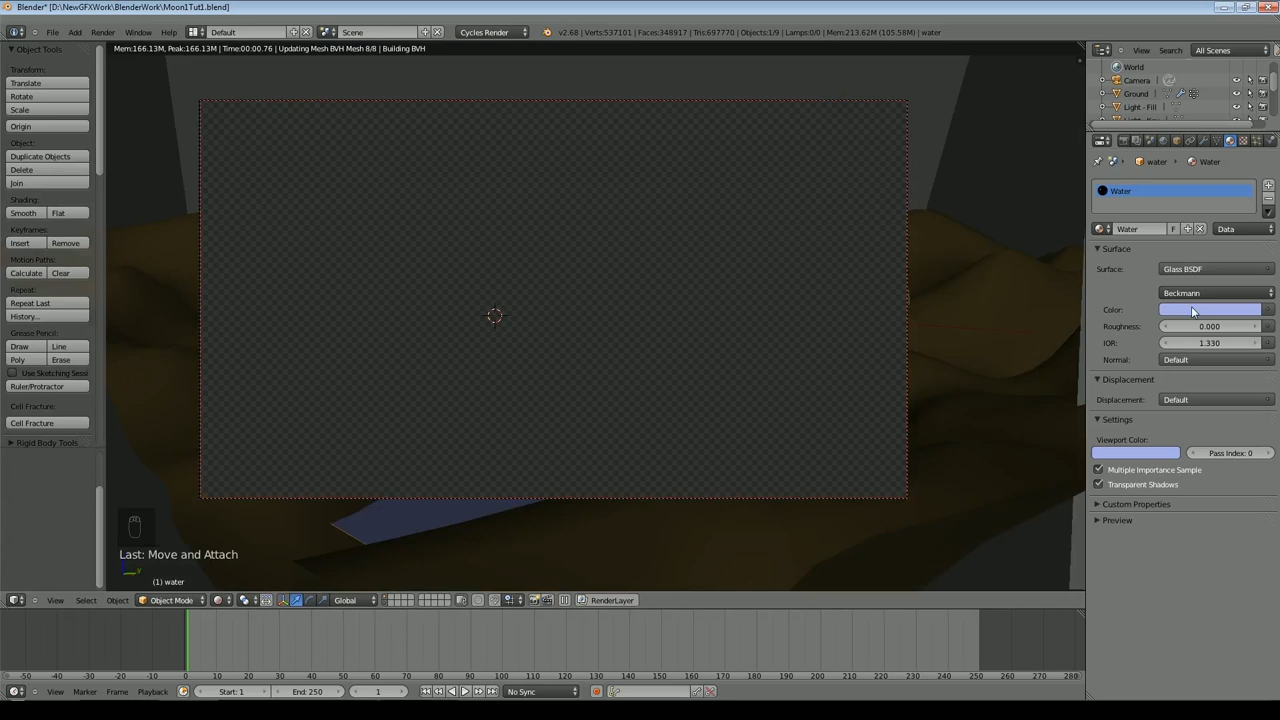 Blender* [D:\NewGFXWork\BlenderWork\Moon1Tut1.blend]
File Add Render Window Help Default Scene Cycles Render v2.68 | Verts:537101 | Faces:348917 | Tris:697770 | Objects:1/9 | Lamps:0/0 | Mem:213.62M (105.58M) | water
Object Tools
Mem:166.13M, Peak:166.13M | Time:00:00.76 | Updating Mesh BVH Mesh 8/8 | Building BVH
View Search All Scenes
World
Camera
Ground
Light - Fill
Transform:
Translate
Rotate
Scale
Origin
Object:
Duplicate Objects
Delete
Join
Shading:
Smooth Flat
Keyframes:
Insert Remove
Motion Paths:
Calculate Clear
Repeat:
Repeat Last
History...
Grease Pencil:
Draw Line
Poly Erase
Use Sketching Sessi
Ruler/Protractor
Cell Fracture:
Cell Fracture
Rigid Body Tools
water Water
Water
Water F Data
Surface
Surface: Glass BSDF
Beckmann
Color:
Roughness: 0.000
IOR: 1.330
Normal: Default
Displacement
Displacement: Default
Settings
Viewport Color:
Pass Index: 0
Multiple Importance Sample
Transparent Shadows
Custom Properties
Preview
Last: Move and Attach
(1) water
View Select Object Object Mode Global RenderLayer
-50 -40 -30 -20 -10 0 10 20 30 40 50 60 70 80 90 100 110 120 130 140 150 160 170 180 190 200 210 220 230 240 250 260 270 280
View Marker Frame Playback Start: 1 End: 250 1 No Sync